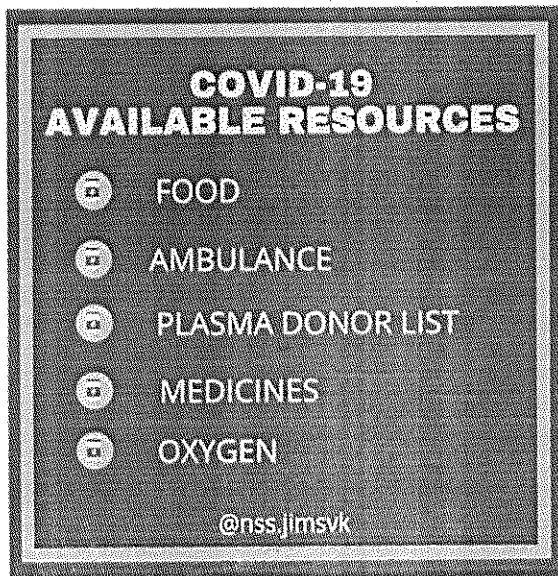 COVID-19
AVAILABLE RESOURCES
FOOD
AMBULANCE
PLASMA DONOR LIST
MEDICINES
OXYGEN
@nss.jimsvk